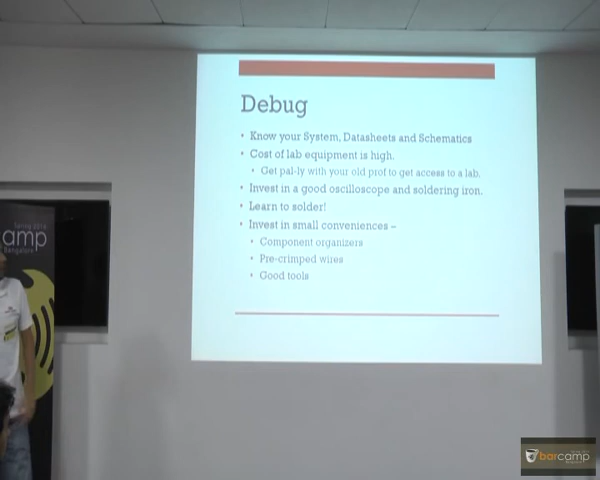 Debug
• Know your System, Datasheets and Schematics
• Cost of lab equipment is high.
• Get pal-ly with your old prof to get access to a lab.
• Invest in a good oscilloscope and soldering iron.
• Learn to solder!
• Invest in small conveniences –
• Component organizers
• Pre-crimped wires
• Good tools
Spring 2016
amp
Bangalore
barcamp